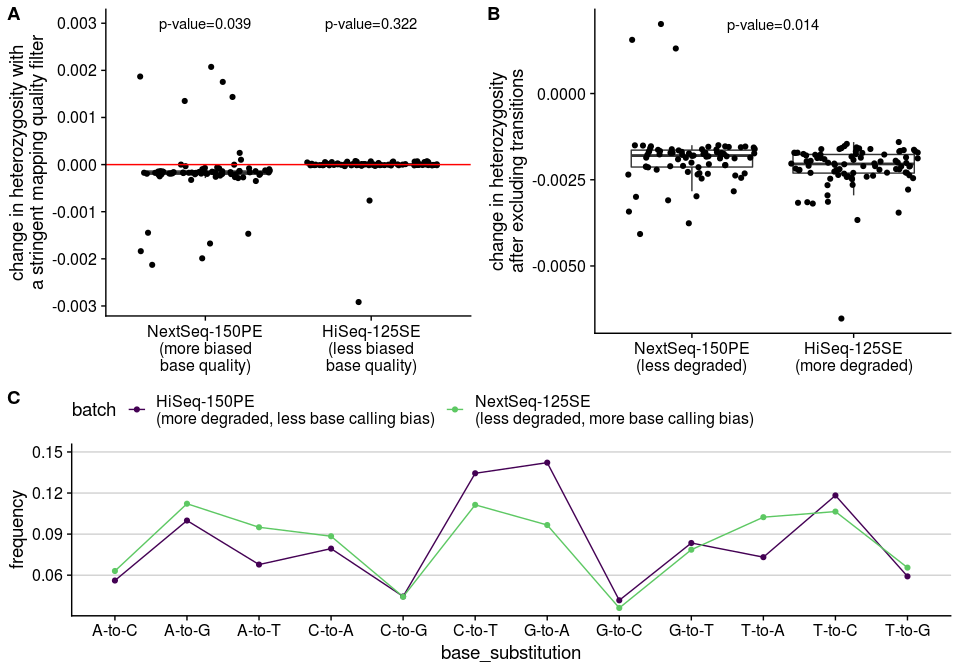 A
change in heterozygosity with
a stringent mapping quality filter
0.003
0.002
0.001
0.000
-0.001
-0.002
-0.003
p-value=0.039
p-value=0.322
NextSeq-150PE
(more biased
base quality)
HiSeq-125SE
(less biased
base quality)
B
change in heterozygosity
after excluding transitions
0.0000
-0.0025
-0.0050
p-value=0.014
NextSeq-150PE
(less degraded)
HiSeq-125SE
(more degraded)
C
batch
HiSeq-150PE
(more degraded, less base calling bias)
NextSeq-125SE
(less degraded, more base calling bias)
frequency
0.15
0.12
0.09
0.06
A-to-C A-to-G A-to-T C-to-A C-to-G C-to-T G-to-A G-to-C G-to-T T-to-A T-to-C T-to-G
base_substitution